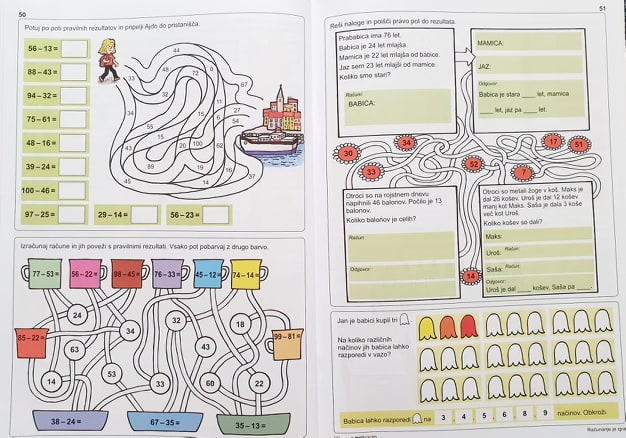 50
Potuj po poti pravilnih rezultatov in pripelji Ajdo do pristanišča.
56 – 13 =
88 – 43 =
94 – 32 =
75 – 61 =
48 – 16 =
39 – 24 =
100 – 46 =
97 – 25 =
29 – 14 =
56 – 23 =
44
48
72
0
67
33
11
27
34
15
6
54
55
15
20
100
62
43
89
19
16
37
45
14
14
Izračunaj račune in jih poveži s pravilnimi rezultati. Vsako pot pobarvaj z drugo barvo.
77 – 53 =
56 – 22 =
98 – 45 =
76 – 33 =
45 – 12 =
74 – 14 =
24
34
32
18
85 – 22 =
99 – 81 =
63
43
14
53
33
60
22
38 – 24 =
67 – 35 =
35 – 13 =
51
Reši naloge in poišči pravo pot do rezultata.
Prababica ima 76 let.
Babica je 24 let mlajša.
Mamica je 22 let mlajša od babice.
Jaz sem 23 let mlajši od mamice.
Koliko smo stari?
Računi:
BABICA:
MAMICA:
JAZ:
Odgovor:
Babica je stara ____ let, mamica
____ let, jaz pa ____ let.
30
34
33
52
17
51
7
14
Otroci so na rojstnem dnevu
napihnili 46 balonov. Počilo je 13
balonov.
Koliko balonov je celih?
Račun:
Odgovor:
Otroci so metali žoge v koš. Maks je
dal 26 košev. Uroš je dal 12 košev
manj kot Maks. Saša je dala 3 koše
več kot Uroš.
Koliko košev so dali?
Maks:
Uroš:
Račun:
Saša:
Račun:
Odgovor:
Uroš je dal ____ košev, Saša pa ____.
Jan je babici kupil tri
Na koliko različnih
načinov jih babica lahko
razporedi v vazo?
Babica lahko razporedi na 3 , 4 , 5 , 6 , 8 , 9 načinov. Obkroži.